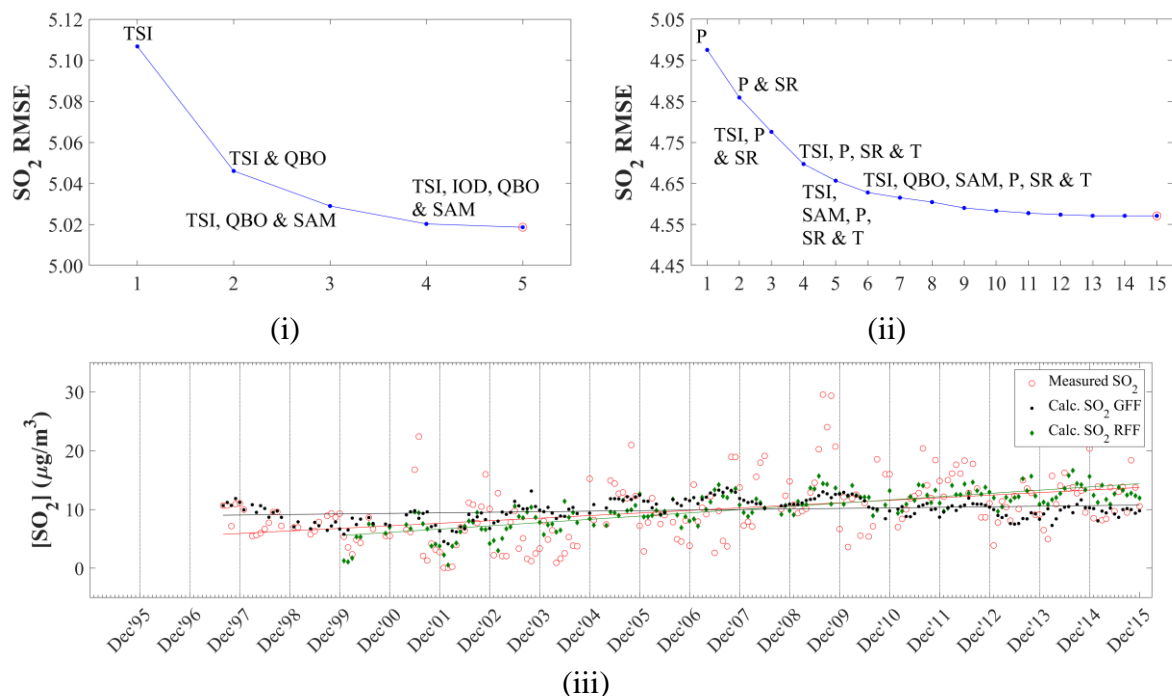 5.12
5.10
5.08
5.06
5.04
5.02
5.00
SO2 RMSE
TSI
TSI & QBO
TSI, QBO & SAM
TSI, IOD, QBO
& SAM
1 2 3 4 5
(i)
5.05
4.95
4.85
4.75
4.65
4.55
4.45
SO2 RMSE
P
P & SR
TSI, P
& SR
TSI, P, SR & T
TSI,
SAM, P,
SR & T
TSI, QBO, SAM, P, SR & T
1 2 3 4 5 6 7 8 9 10 11 12 13 14 15
(ii)
30
20
10
0
[SO2] (μg/m3)
Measured SO2
Calc. SO2 GFF
Calc. SO2 RFF
Dec'95 Dec'96 Dec'97 Dec'98 Dec'99 Dec'00 Dec'01 Dec'02 Dec'03 Dec'04 Dec'05 Dec'06 Dec'07 Dec'08 Dec'09 Dec'10 Dec'11 Dec'12 Dec'13 Dec'14 Dec'15
(iii)